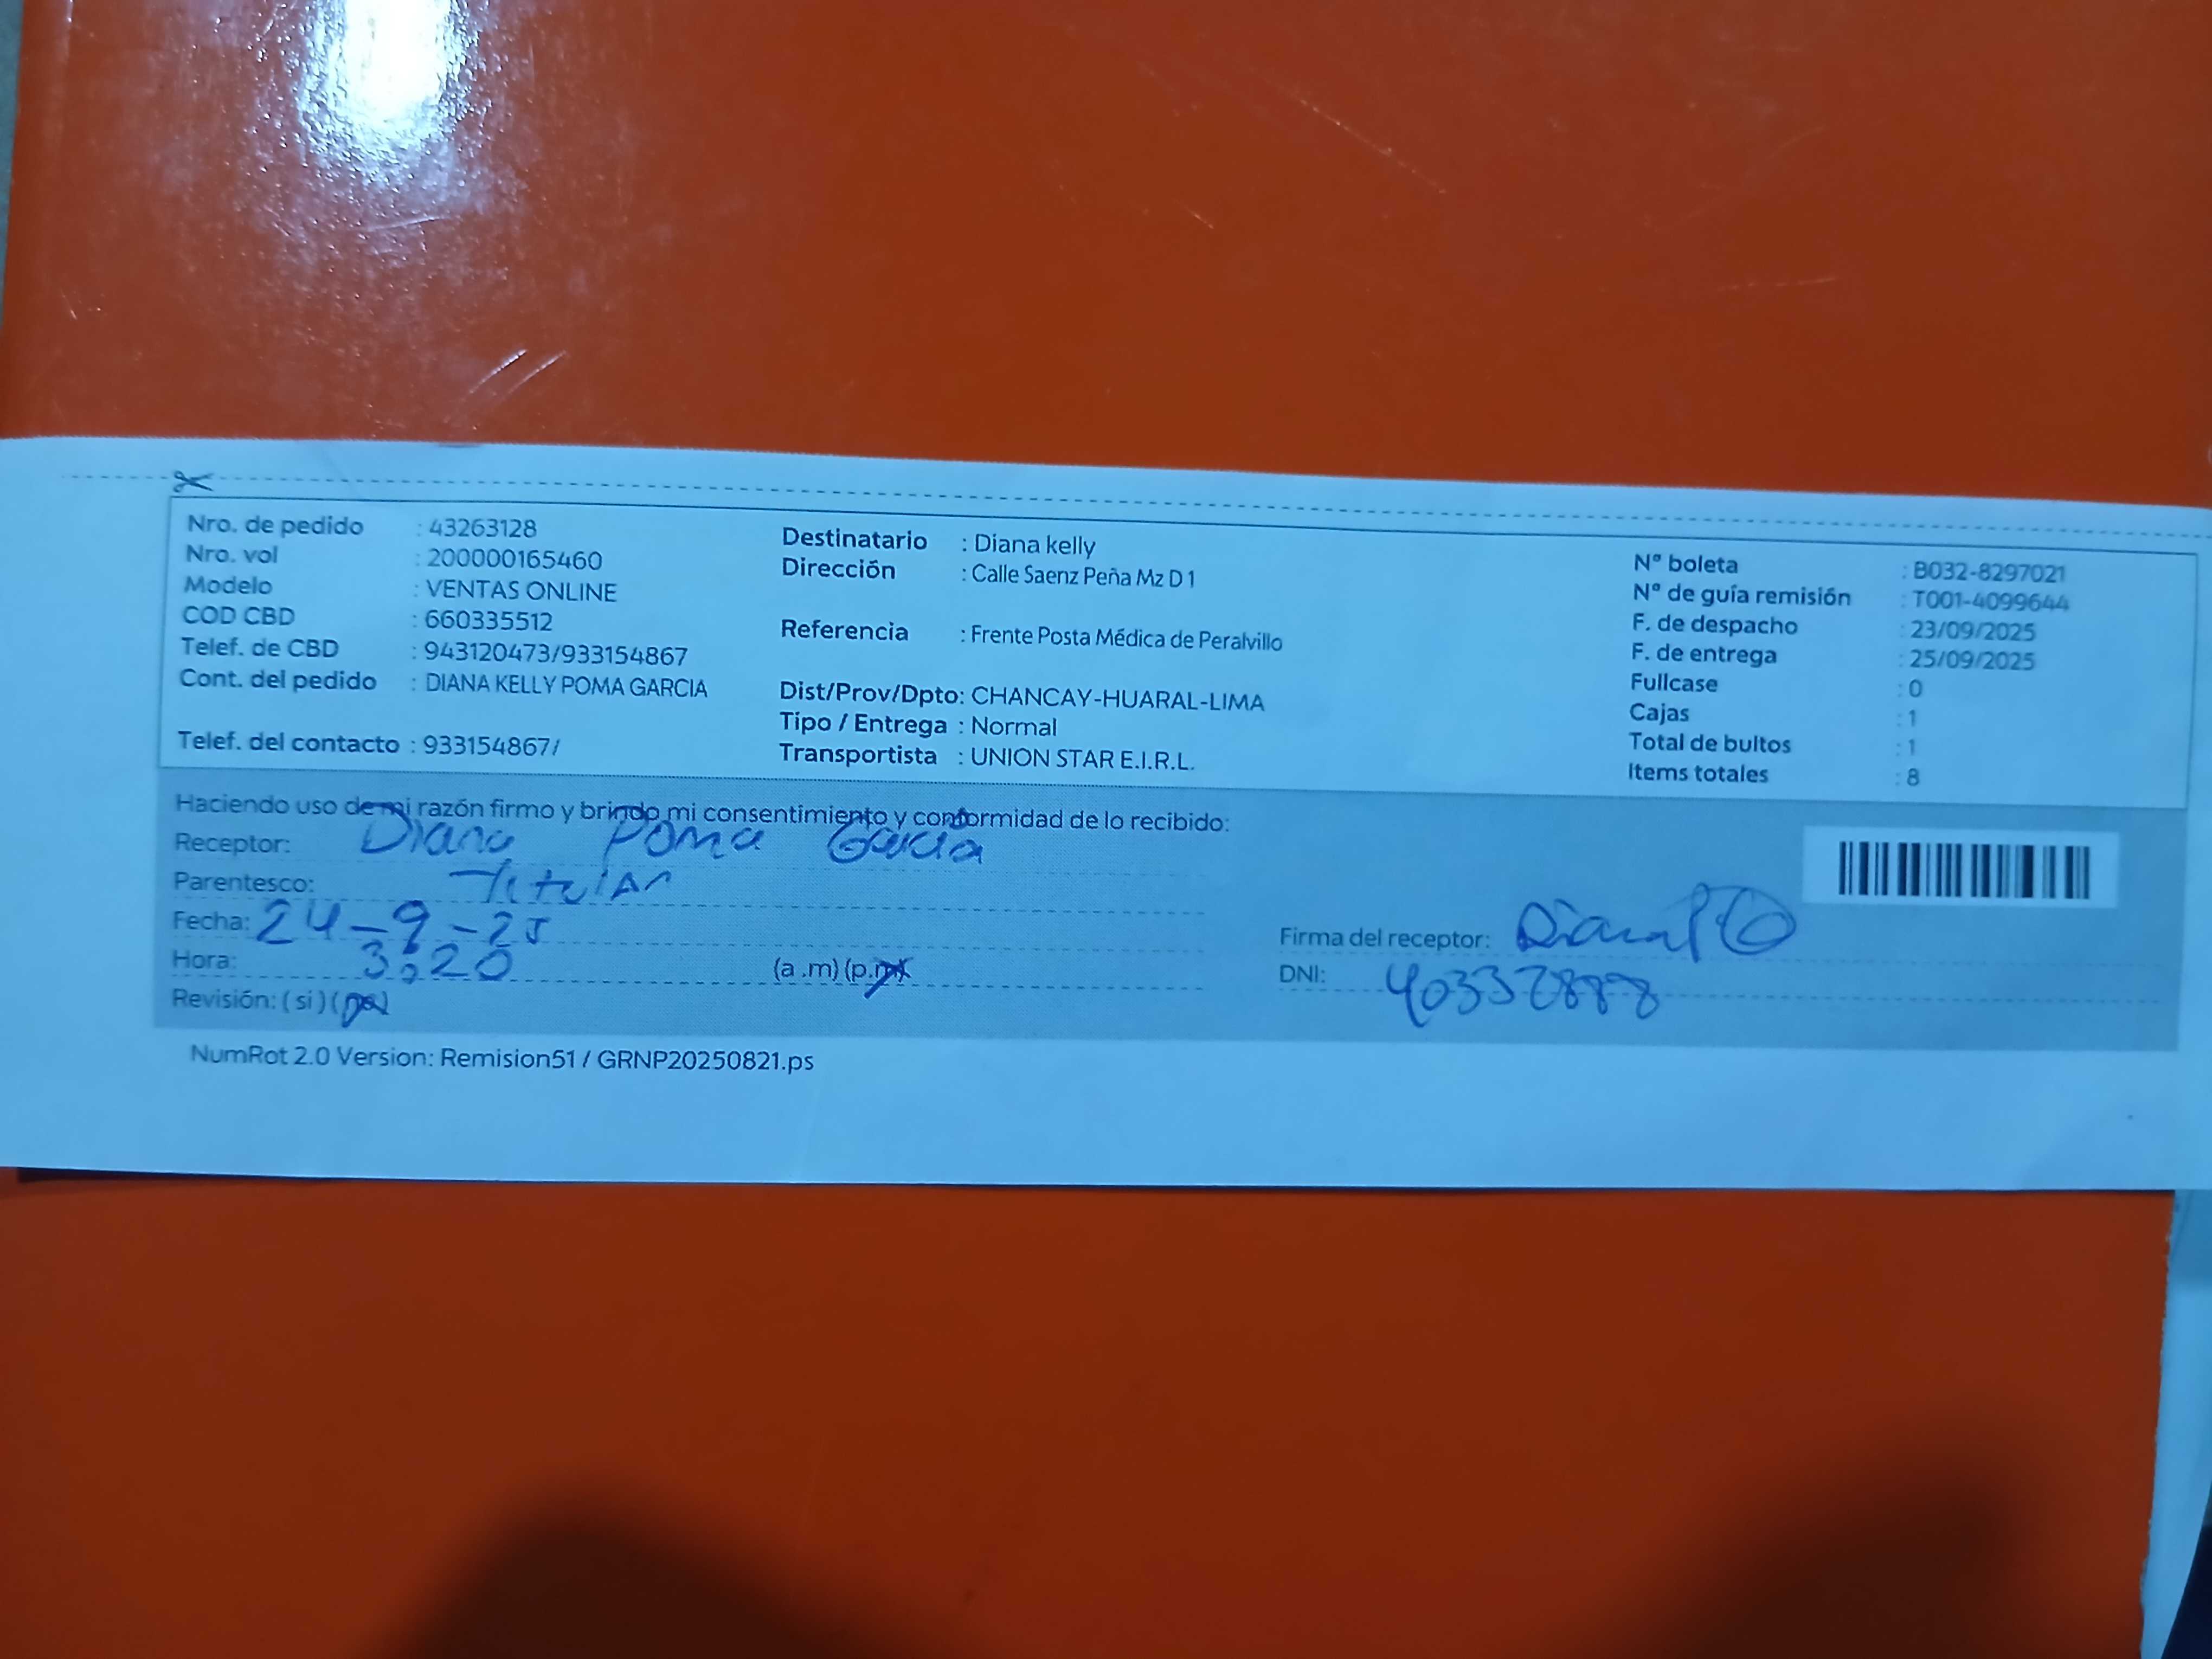 Nro. de pedido : 43263128
Nro. vol : 200000165460
Modelo : VENTAS ONLINE
COD CBD : 660335512
Telef. de CBD : 943120473/933154867
Cont. del pedido : DIANA KELLY POMA GARCIA
Telef. del contacto : 933154867/
Destinatario : Diana kelly
Dirección : Calle Saenz Peña Mz D 1
Referencia : Frente Posta Médica de Peralvillo
Dist/Prov/Dpto: CHANCAY-HUARAL-LIMA
Tipo / Entrega : Normal
Transportista : UNION STAR E.I.R.L.
Nª boleta : B032-8297021
Nª de guía remisión : T001-4099644
F. de despacho : 23/09/2025
F. de entrega : 25/09/2025
Fullcase : 0
Cajas : 1
Total de bultos : 1
Items totales : 8
Haciendo uso de mi razón firmo y brindo mi consentimiento y conformidad de lo recibido:
Receptor: Diana Poma Garcia
Parentesco: Titular
Fecha: 24-9-25
Hora: 3:20 (a .m) (p.m)
Revisión: ( si ) (no)
Firma del receptor:
DNI: 40337888
NumRot 2.0 Version: Remision51 / GRNP20250821.ps